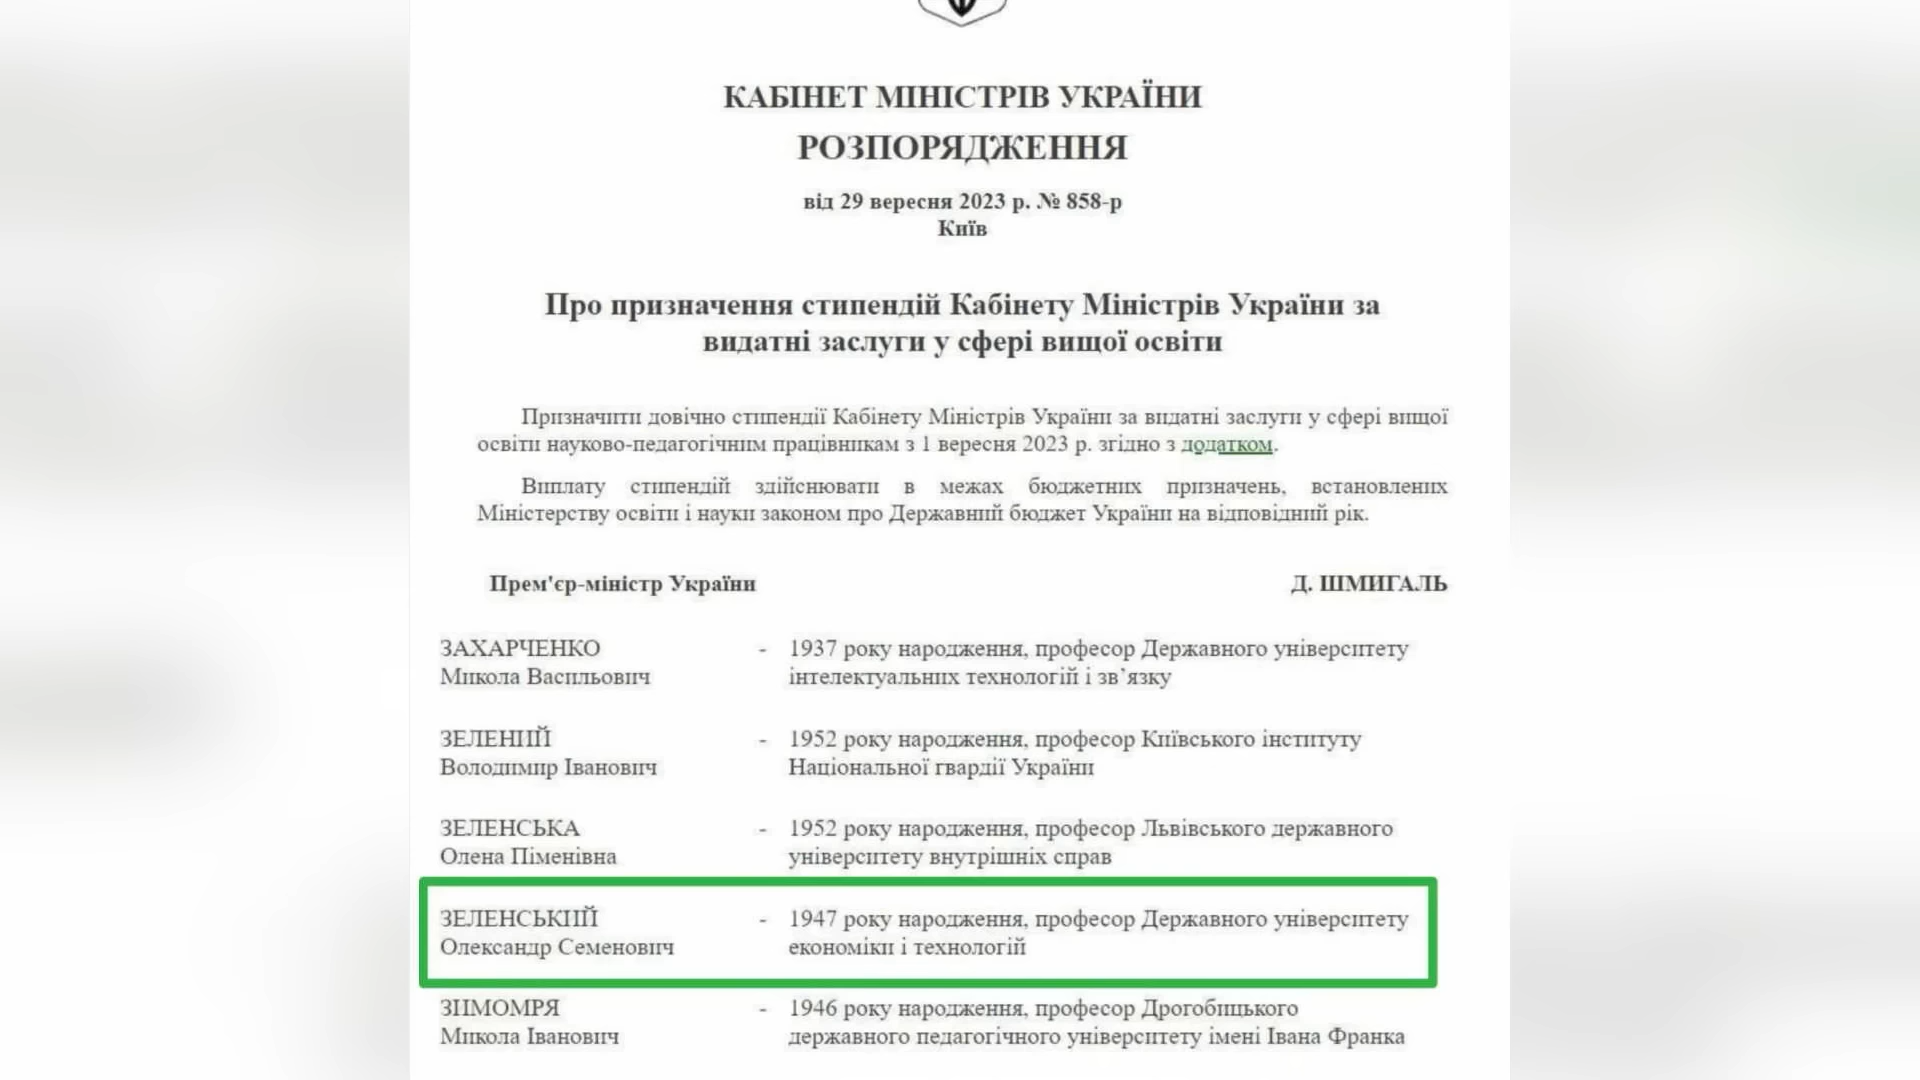 КАБІНЕТ МІНІСТРІВ УКРАЇНИ
РОЗПОРЯДЖЕННЯ
від 29 вересня 2023 р. № 858-р
Київ
Про призначення стипендій Кабінету Міністрів України за
видатні заслуги у сфері вищої освіти
Призначити довічно стипендії Кабінету Міністрів України за видатні заслуги у сфері вищої
освіти науково-педагогічним працівникам з 1 вересня 2023 р. згідно з додатком.
Виплату стипендій здійснювати в межах бюджетних призначень, встановлених
Міністерству освіти і науки законом про Державний бюджет України на відповідний рік.
Прем'єр-міністр України Д. ШМИГАЛЬ
ЗАХАРЧЕНКО - 1937 року народження, професор Державного університету
Микола Васильович інтелектуальних технологій і зв’язку
ЗЕЛЕНИЙ - 1952 року народження, професор Київського інституту
Володимир Іванович Національної гвардії України
ЗЕЛЕНСЬКА - 1952 року народження, професор Львівського державного
Олена Піменівна університету внутрішніх справ
ЗЕЛЕНСЬКИЙ - 1947 року народження, професор Державного університету
Олександр Семенович економіки і технологій
ЗИМОМРЯ - 1946 року народження, професор Дрогобицького
Микола Іванович державного педагогічного університету імені Івана Франка